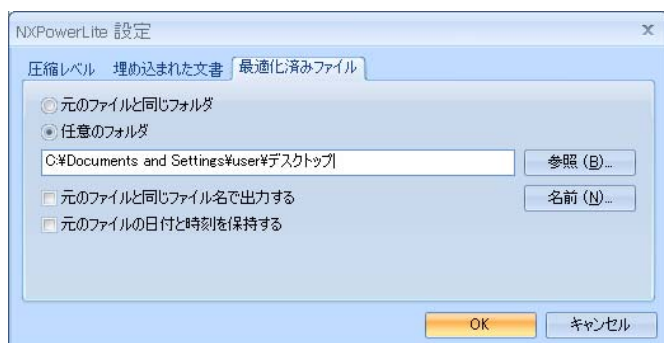 NXPowerLite 設定
x
圧縮レベル 埋め込まれた文書 最適化済みファイル
元のファイルと同じフォルダ
任意のフォルダ
C:¥Documents and Settings¥user¥デスクトップ
参照 (B)...
元のファイルと同じファイル名で出力する
名前 (N)...
元のファイルの日付と時刻を保持する
OK キャンセル